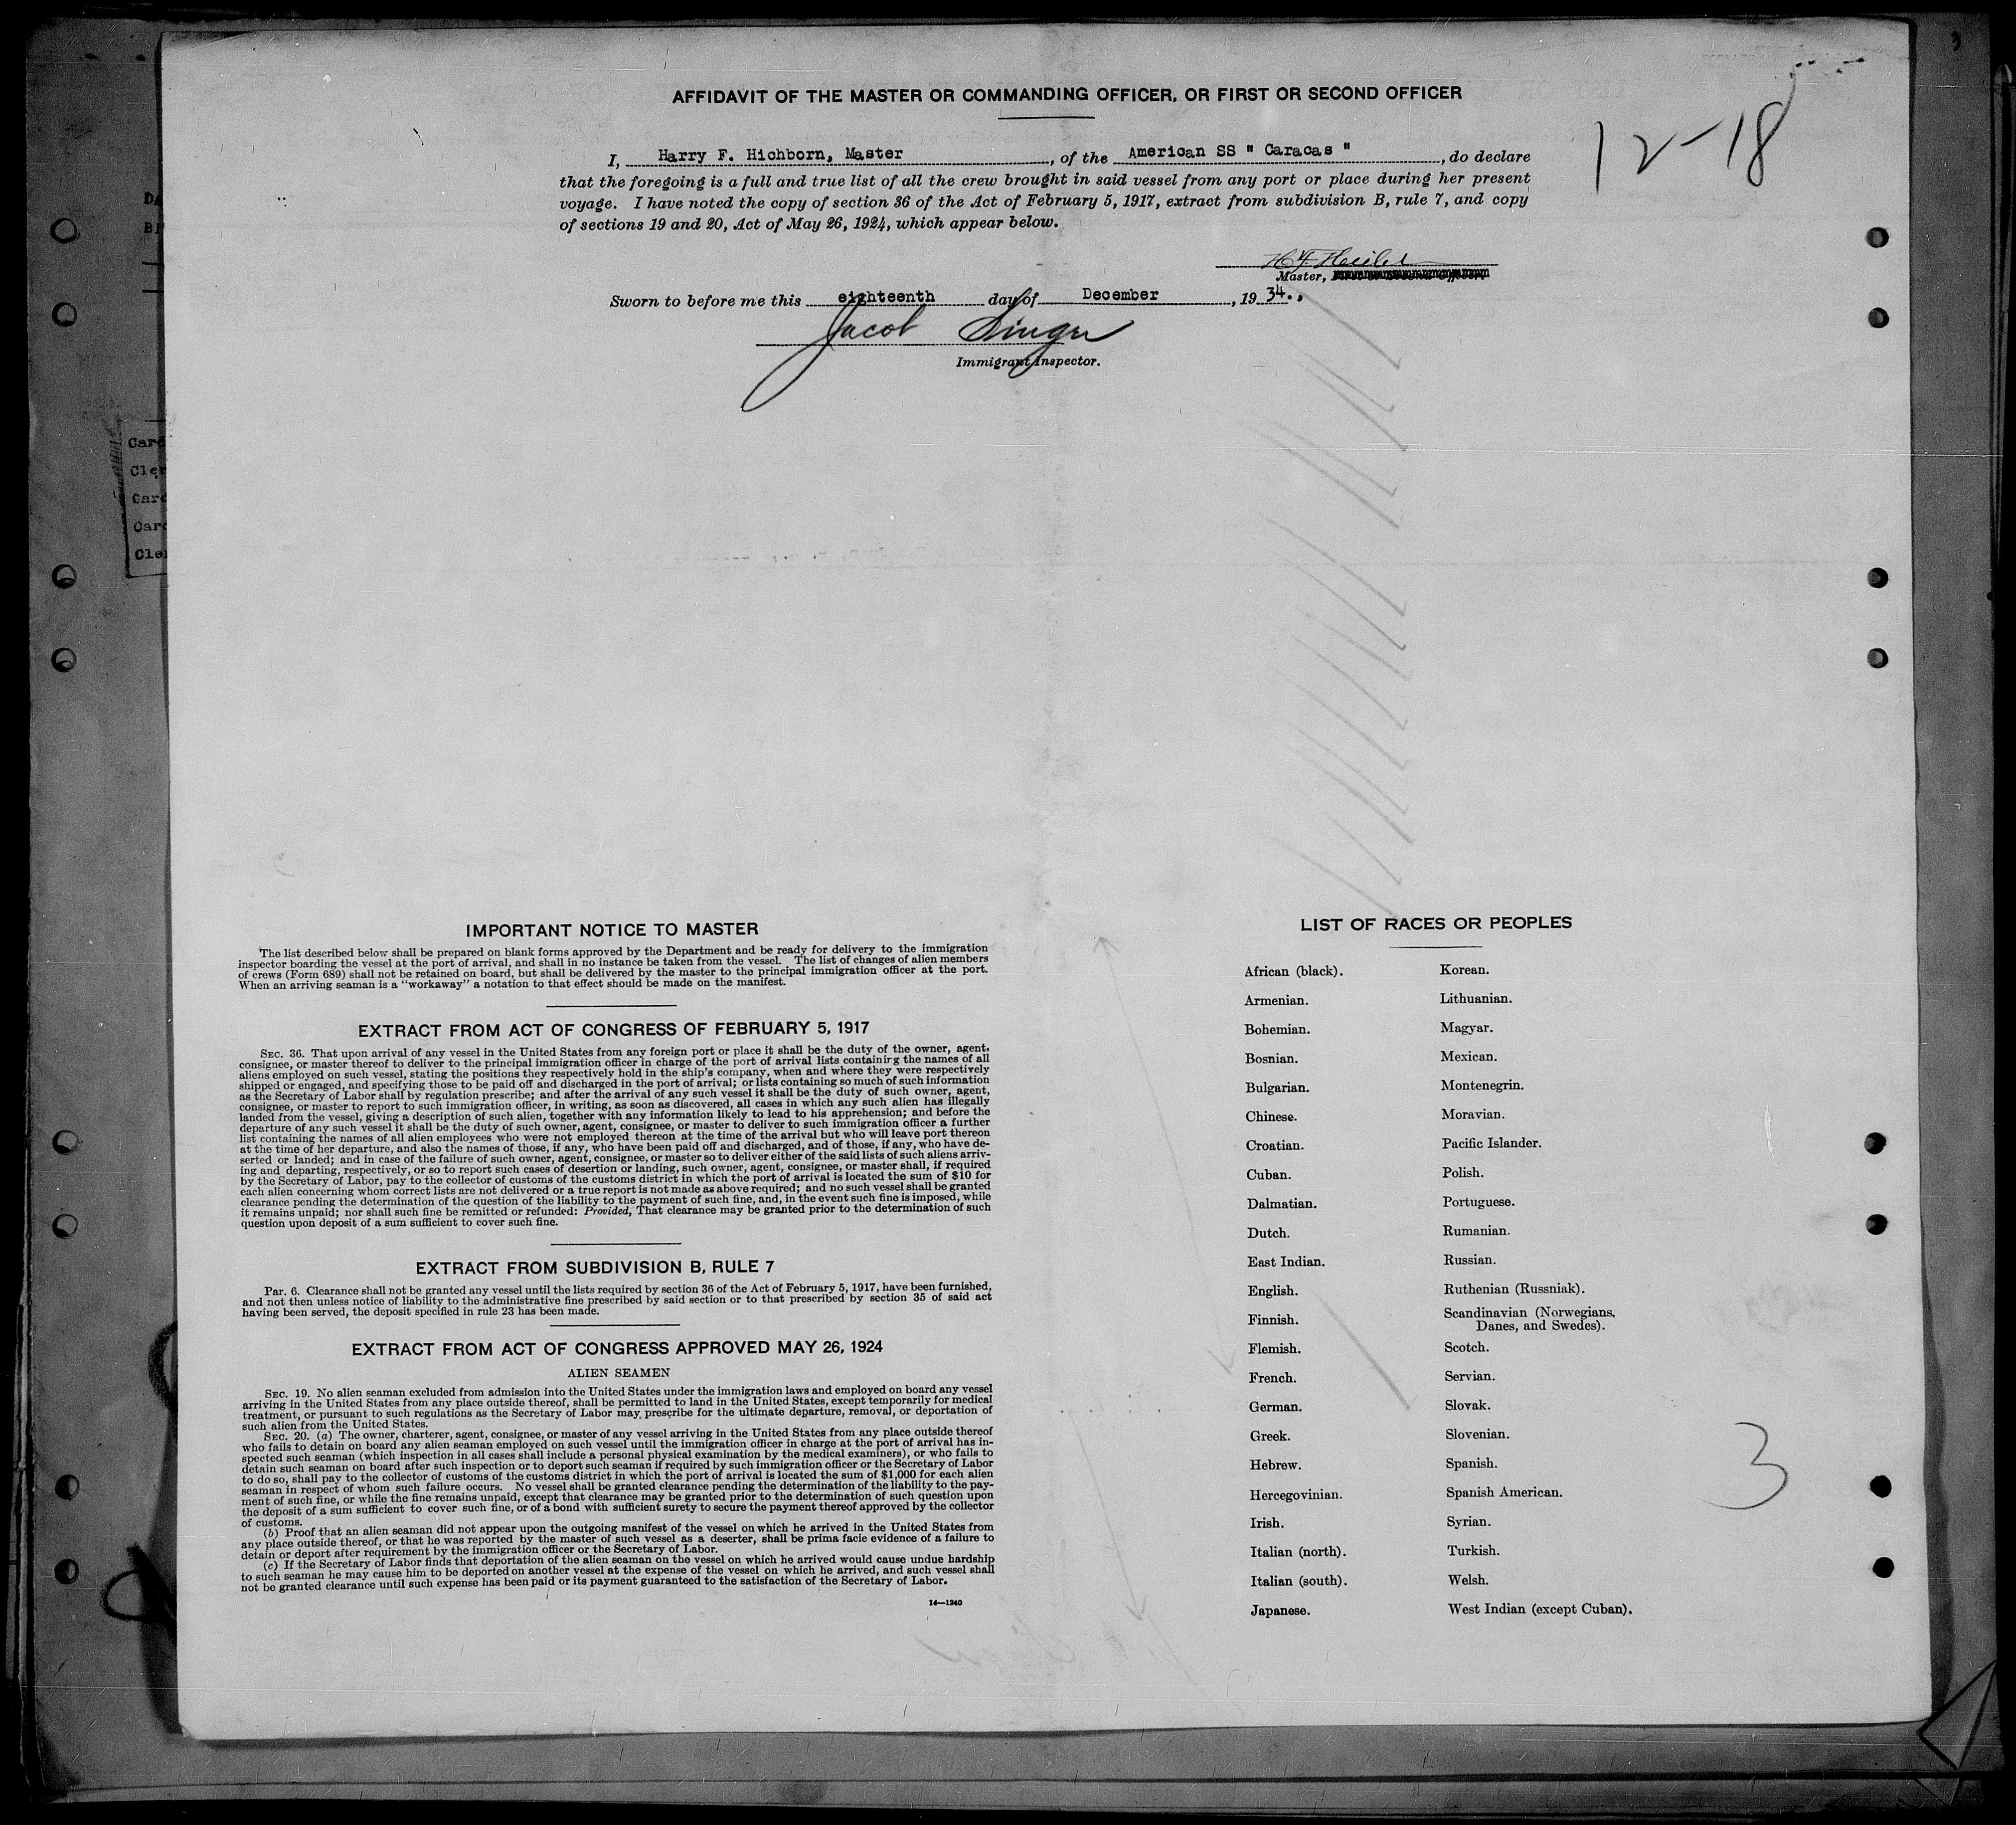 AFFIDAVIT OF THE MASTER OR COMMANDING OFFICER, OR FIRST OR SECOND OFFICER
12-18
I, Harry F. Hichborn, Master, of the American SS " Caracas ", do declare
that the foregoing is a full and true list of all the crew brought in said vessel from any port or place during her present
voyage. I have noted the copy of section 36 of the Act of February 5, 1917, extract from subdivision B, rule 7, and copy
of sections 19 and 20, Act of May 26, 1924, which appear below.
Master,
Sworn to before me this eighteenth day of December, 19 34.,
Jacob Singer
Immigrant Inspector.
Card
Card
Card
IMPORTANT NOTICE TO MASTER
The list described below shall be prepared on blank forms approved by the Department and be ready for delivery to the immigration
inspector boarding the vessel at the port of arrival, and shall in no instance be taken from the vessel. The list of changes of alien members
of crews (Form 689) shall not be retained on board, but shall be delivered by the master to the principal immigration officer at the port.
When an arriving seaman is a "workaway" a notation to that effect should be made on the manifest.
EXTRACT FROM ACT OF CONGRESS OF FEBRUARY 5, 1917
SEC. 36. That upon arrival of any vessel in the United States from any foreign port or place it shall be the duty of the owner, agent,
consignee, or master thereof to deliver to the principal immigration officer in charge of the port of arrival lists containing the names of all
aliens employed on such vessel, stating the positions they respectively hold in the ship's company, when and where they were respectively
shipped or engaged, and specifying those to be paid off and discharged in the port of arrival; or lists containing so much of such information
as the Secretary of Labor shall by regulation prescribe; and after the arrival of any such vessel it shall be the duty of such owner, agent,
consignee, or master to report to such immigration officer, in writing, as soon as discovered, all cases in which any such alien has illegally
landed from the vessel, giving a description of such alien, together with any information likely to lead to his apprehension; and before the
departure of any such vessel it shall be the duty of such owner, agent, consignee, or master to deliver to such immigration officer a further
list containing the names of all alien employees who were not employed thereon at the time of the arrival but who will leave port thereon
at the time of her departure, and also the names of those, if any, who have been paid off and discharged, and of those, if any, who have de-
serted or landed; and in case of the failure of such owner, agent, consignee, or master so to deliver either of the said lists of such aliens arriv-
ing and departing, respectively, or so to report such cases of desertion or landing, such owner, agent, consignee, or master shall, if required
by the Secretary of Labor, pay to the collector of customs of the customs district in which the port of arrival is located the sum of $10 for
each alien concerning whom correct lists are not delivered or a true report is not made as above required; and no such vessel shall be granted
clearance pending the determination of the question of the liability to the payment of such fine, and, in the event such fine is imposed, while
it remains unpaid; nor shall such fine be remitted or refunded: Provided, That clearance may be granted prior to the determination of such
question upon deposit of a sum sufficient to cover such fine.
EXTRACT FROM SUBDIVISION B, RULE 7
Par. 6. Clearance shall not be granted any vessel until the lists required by section 36 of the Act of February 5, 1917, have been furnished,
and not then unless notice of liability to the administrative fine prescribed by said section or to that prescribed by section 35 of said act
having been served, the deposit specified in rule 23 has been made.
EXTRACT FROM ACT OF CONGRESS APPROVED MAY 26, 1924
ALIEN SEAMEN
SEC. 19. No alien seaman excluded from admission into the United States under the immigration laws and employed on board any vessel
arriving in the United States from any place outside thereof, shall be permitted to land in the United States, except temporarily for medical
treatment, or pursuant to such regulations as the Secretary of Labor may prescribe for the ultimate departure, removal, or deportation of
such alien from the United States.
SEC. 20. (a) The owner, charterer, agent, consignee, or master of any vessel arriving in the United States from any place outside thereof
who fails to detain on board any alien seaman employed on such vessel until the immigration officer in charge at the port of arrival has in-
spected such seaman (which inspection in all cases shall include a personal physical examination by the medical examiners), or who fails to
detain such seaman on board after such inspection or to deport such seaman if required by such immigration officer or the Secretary of Labor
to do so, shall pay to the collector of customs of the customs district in which the port of arrival is located the sum of $1,000 for each alien
seaman in respect of whom such failure occurs. No vessel shall be granted clearance pending the determination of the liability to the pay-
ment of such fine, or while the fine remains unpaid, except that clearance may be granted prior to the determination of such question upon
the deposit of a sum sufficient to cover such fine, or of a bond with sufficient surety to secure the payment thereof approved by the collector
of customs.
(b) Proof that an alien seaman did not appear upon the outgoing manifest of the vessel on which he arrived in the United States from
any place outside thereof, or that he was reported by the master of such vessel as a deserter, shall be prima facie evidence of a failure to
detain or deport after requirement by the immigration officer or the Secretary of Labor.
(c) If the Secretary of Labor finds that deportation of the alien seaman on the vessel on which he arrived would cause undue hardship
to such seaman he may cause him to be deported on another vessel at the expense of the vessel on which he arrived, and such vessel shall
not be granted clearance until such expense has been paid or its payment guaranteed to the satisfaction of the Secretary of Labor.
14—1240
LIST OF RACES OR PEOPLES
African (black).
Armenian.
Bohemian.
Bosnian.
Bulgarian.
Chinese.
Croatian.
Cuban.
Dalmatian.
Dutch.
East Indian.
English.
Finnish.
Flemish.
French.
German.
Greek.
Hebrew.
Hercegovinian.
Irish.
Italian (north).
Italian (south).
Japanese.
Korean.
Lithuanian.
Magyar.
Mexican.
Montenegrin.
Moravian.
Pacific Islander.
Polish.
Portuguese.
Rumanian.
Russian.
Ruthenian (Russniak).
Scandinavian (Norwegians,
Danes, and Swedes).
Scotch.
Servian.
Slovak.
Slovenian.
Spanish.
Spanish American.
Syrian.
Turkish.
Welsh.
West Indian (except Cuban).
3